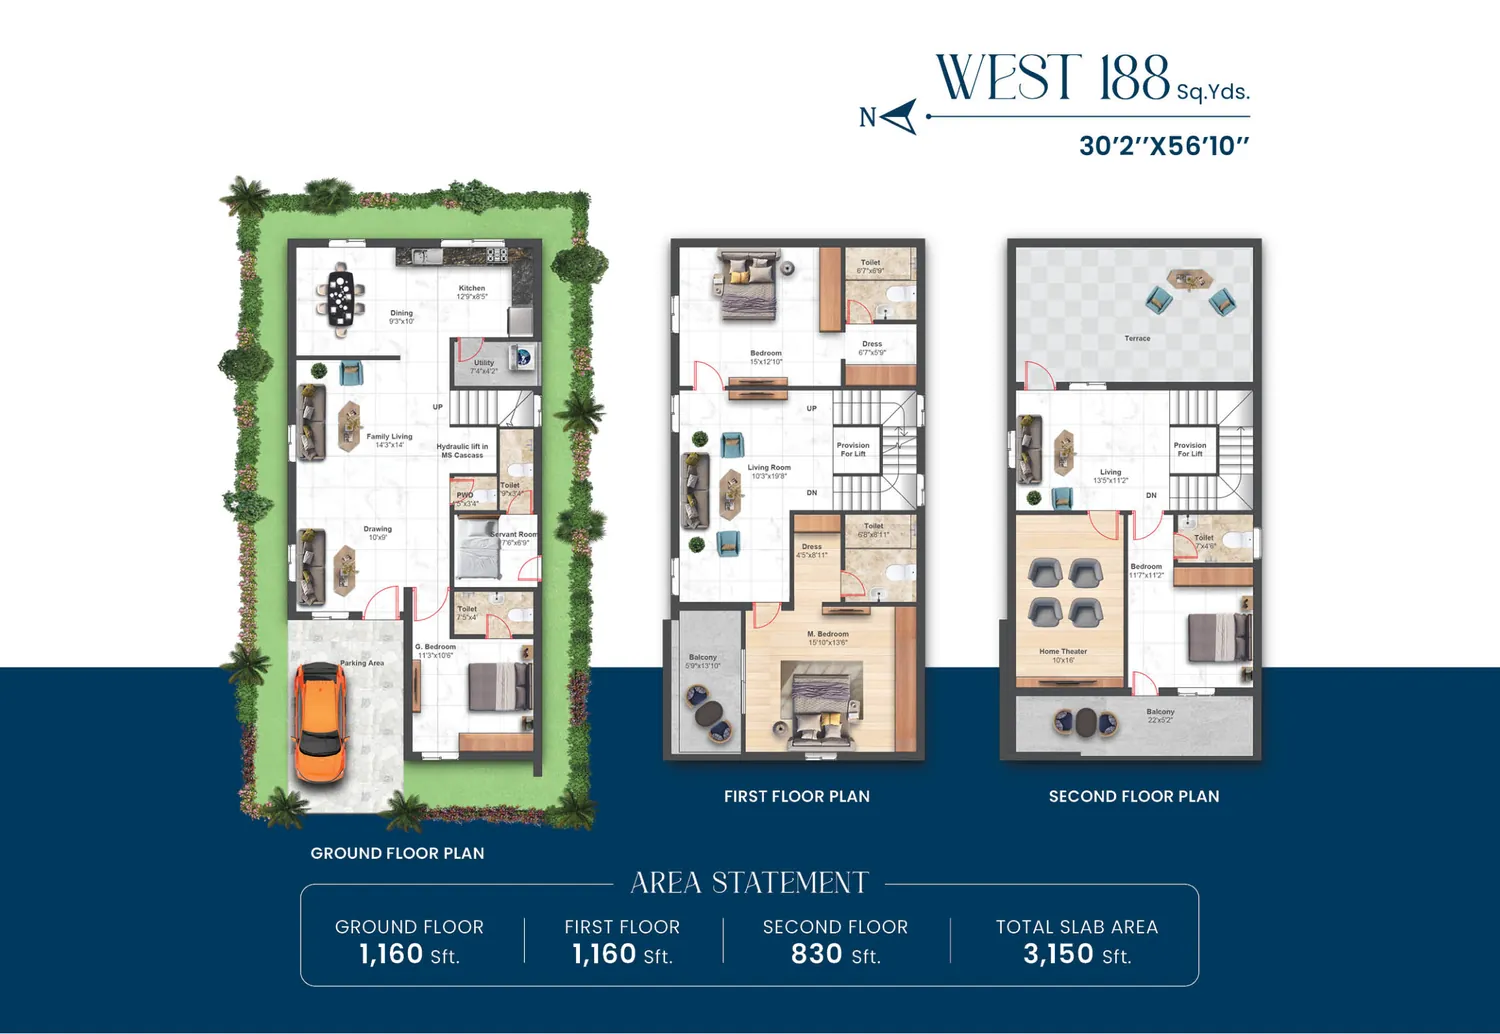 WEST 188 Sq.Yds.
N
30'2''X56'10''
Kitchen
12'9"x8'5"
Dining
9'3"x10'
Utility
7'4"x4'2"
UP
Family Living
14'3"x14'
Hydraulic lift in
MS Cascass
PWO
Toilet
Drawing
10'x9'
Servant Room
7'6"x6'9"
Toilet
7'5"x4'
G. Bedroom
11'3"x10'6"
Parking Area
GROUND FLOOR PLAN
Toilet
6'7"x6'9"
Bedroom
15'x12'10"
Dress
6'7"x5'9"
UP
Provision
For Lift
Living Room
10'3"x19'8"
DN
Toilet
6'8"x8'11"
Dress
4'5"x8'11"
M. Bedroom
15'10"x13'6"
Balcony
5'9"x13'10"
FIRST FLOOR PLAN
Terrace
Provision
For Lift
Living
13'5"x11'2"
DN
Toilet
7'x4'6"
Bedroom
11'7"x11'2"
Home Theater
10'x16'
Balcony
22'x5'2"
SECOND FLOOR PLAN
AREA STATEMENT
GROUND FLOOR
1,160 Sft.
FIRST FLOOR
1,160 Sft.
SECOND FLOOR
830 Sft.
TOTAL SLAB AREA
3,150 Sft.